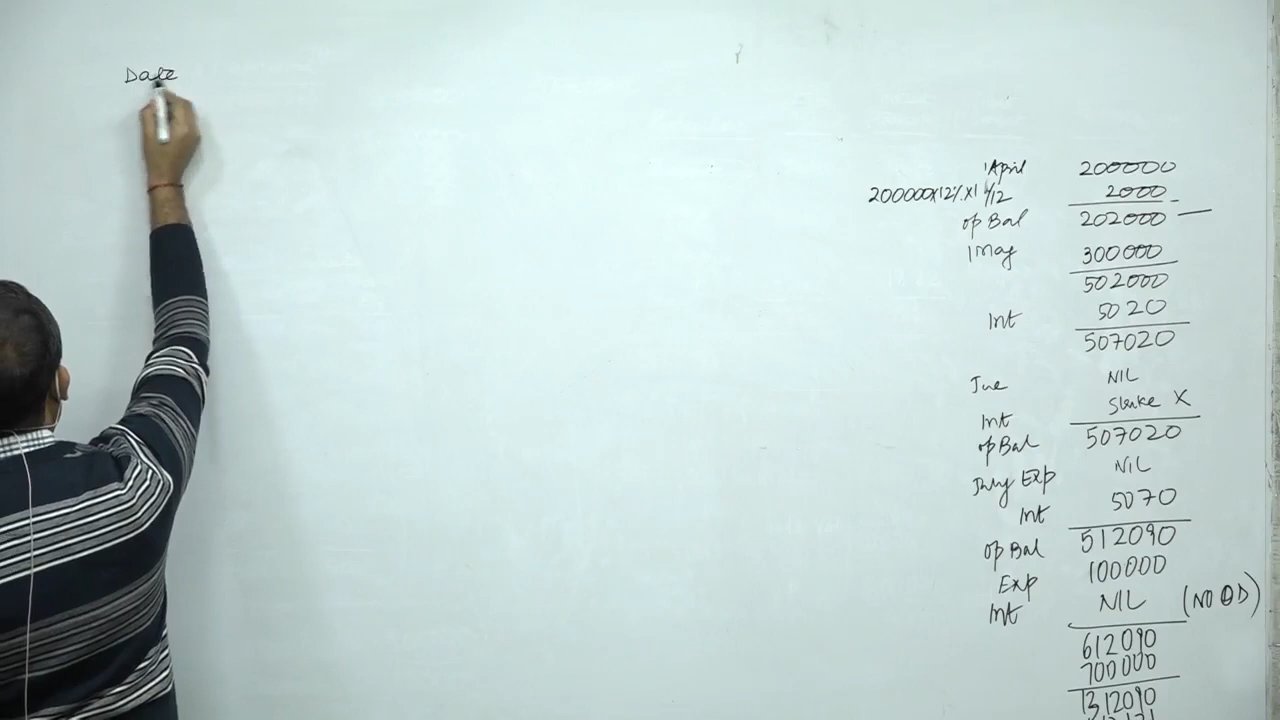 Date
1 April 200000
200000x12%x1/12 2000
op Bal 202000
1 May 300000
502000
Int 5020
507020
Jue NIL
Int Strike X
op Bal 507020
July Exp NIL
Int 5070
op Bal 512090
Exp 100000
Int NIL (NO OD)
612090
700000
1312090